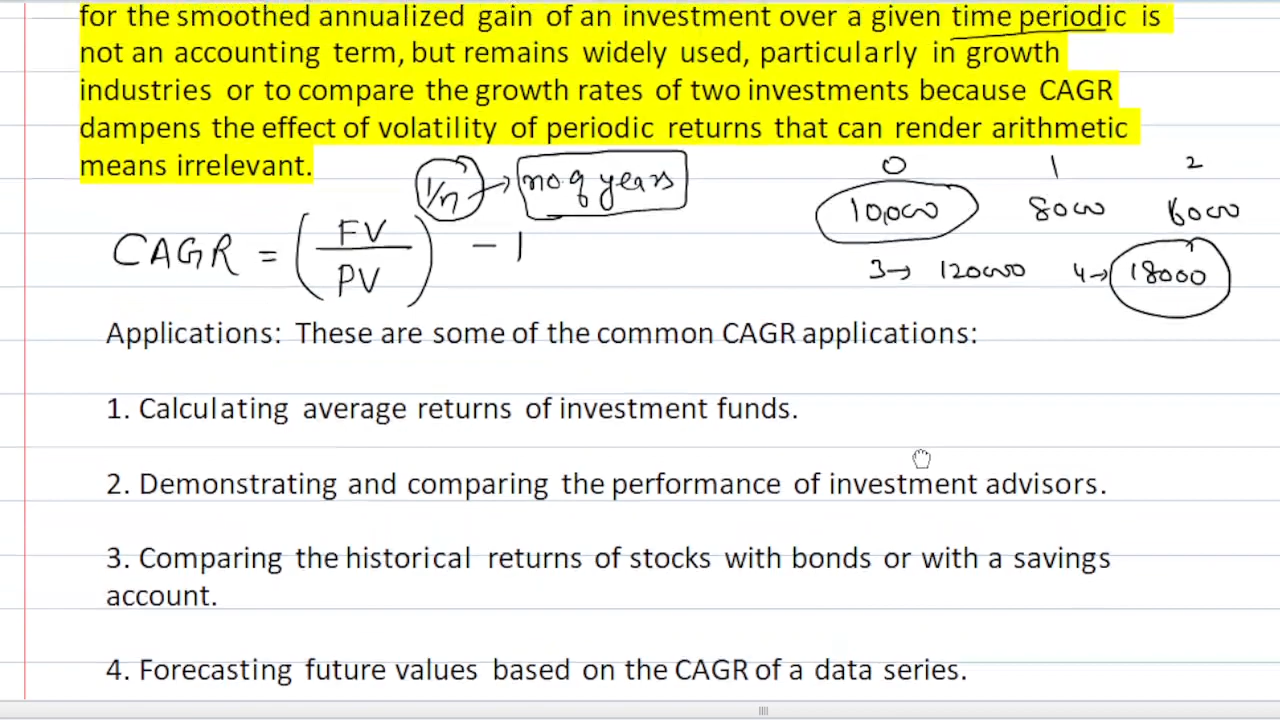 for the smoothed annualized gain of an investment over a given time periodic is
not an accounting term, but remains widely used, particularly in growth
industries or to compare the growth rates of two investments because CAGR
dampens the effect of volatility of periodic returns that can render arithmetic
means irrelevant.
1/n → no. of years
0 1 2
10,000 8000 6000
CAGR = (FV/PV) - 1
3→ 120000 4→ 18000
Applications: These are some of the common CAGR applications:
1. Calculating average returns of investment funds.
2. Demonstrating and comparing the performance of investment advisors.
3. Comparing the historical returns of stocks with bonds or with a savings
account.
4. Forecasting future values based on the CAGR of a data series.